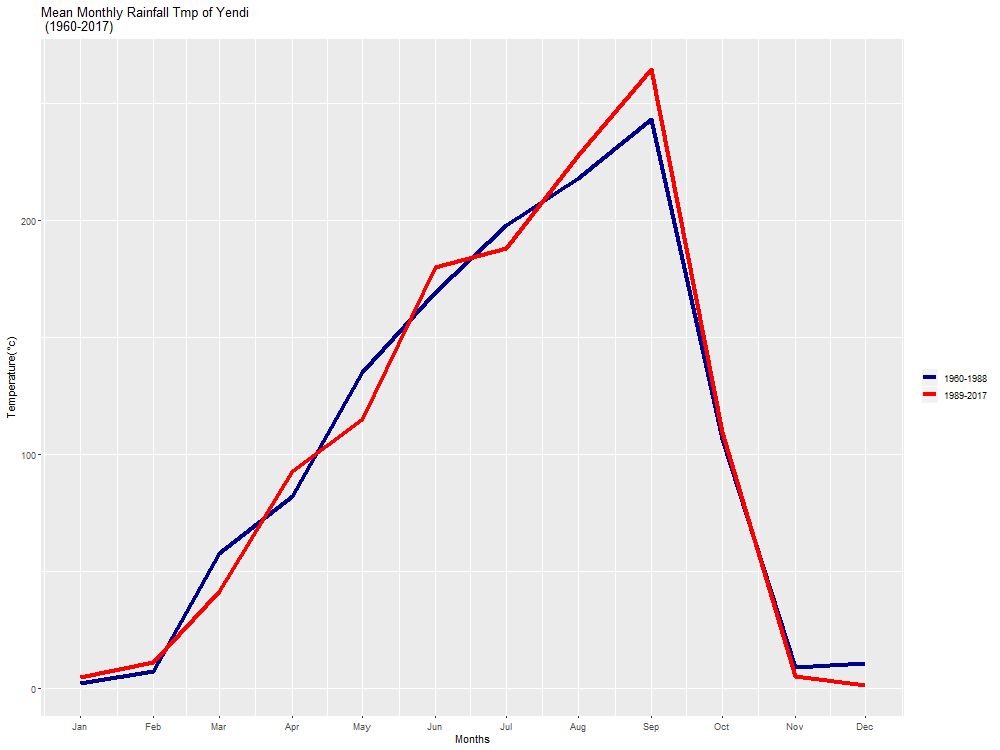 Mean Monthly Rainfall Tmp of Yendi
(1960-2017)
200
100
0
Temperature(°c)
Jan Feb Mar Apr May Jun Jul Aug Sep Oct Nov Dec
Months
1960-1988
1989-2017